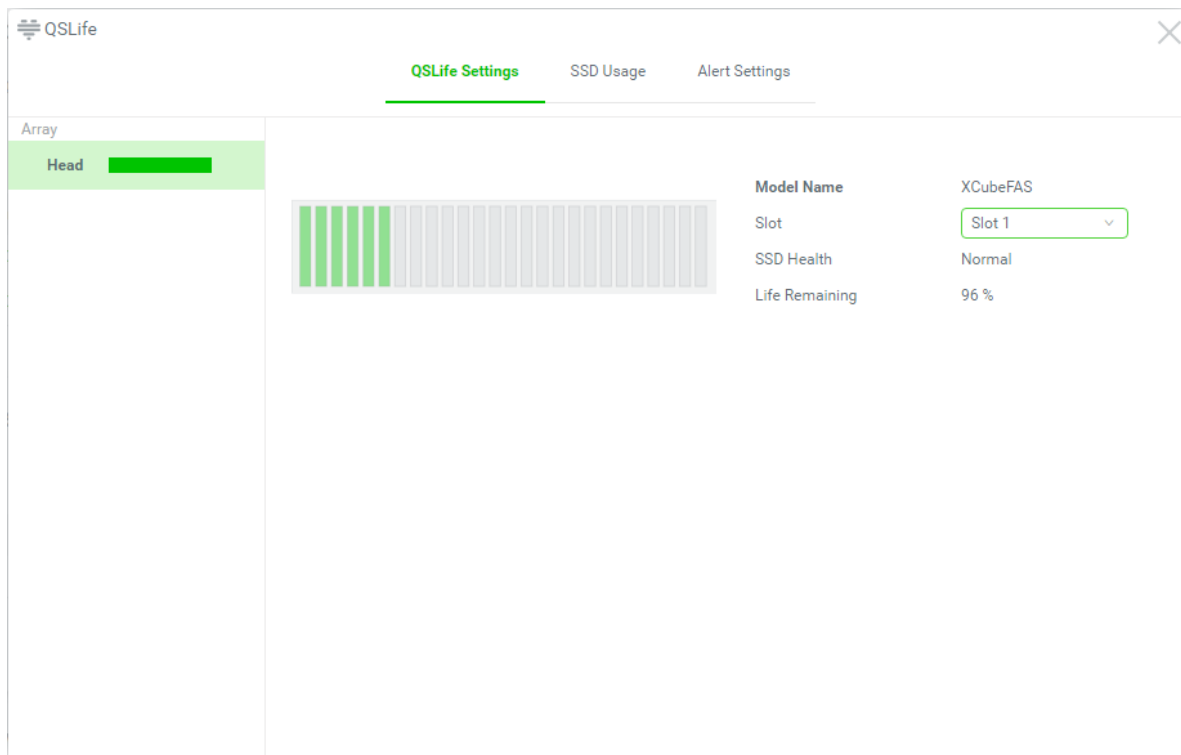 QSLife
QSLife Settings
SSD Usage
Alert Settings
Array
Head
Model Name XCubeFAS
Slot Slot 1
SSD Health Normal
Life Remaining 96 %